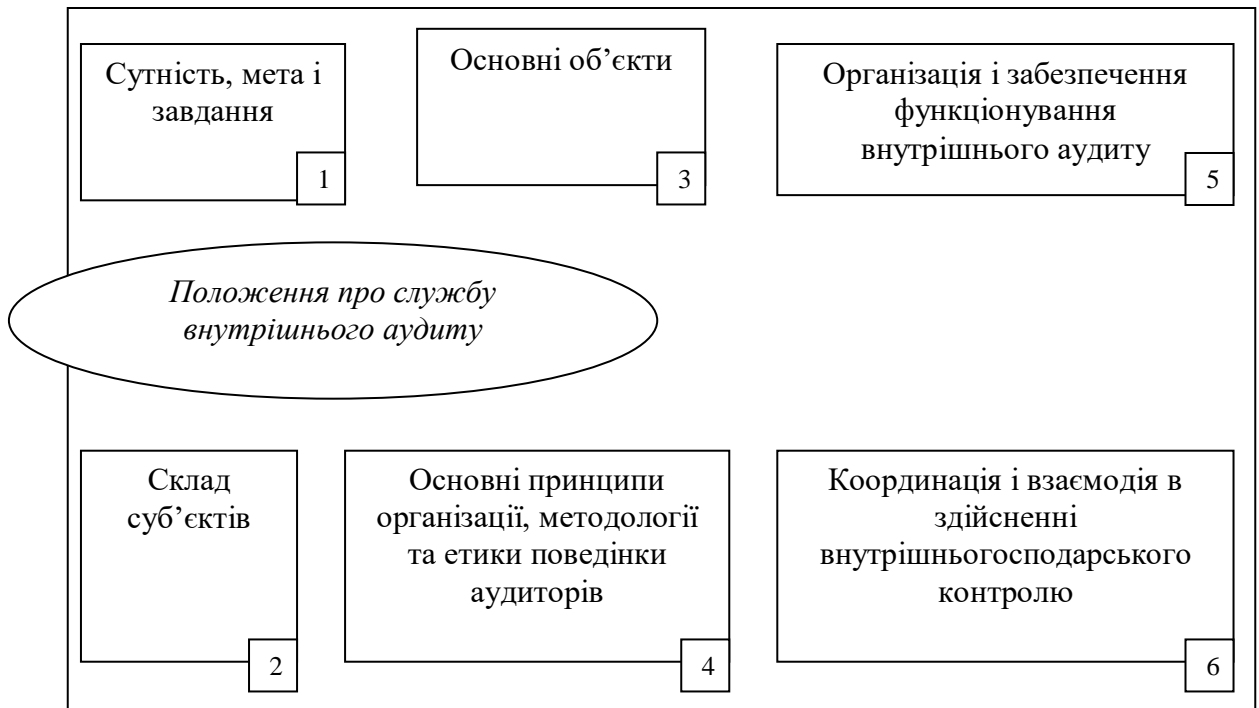 Сутність, мета і
завдання
1
Основні об’єкти
3
Організація і забезпечення
функціонування
внутрішнього аудиту
5
Положення про службу
внутрішнього аудиту
Склад
суб’єктів
2
Основні принципи
організації, методології
та етики поведінки
аудиторів
4
Координація і взаємодія в
здійсненні
внутрішньогосподарського
контролю
6